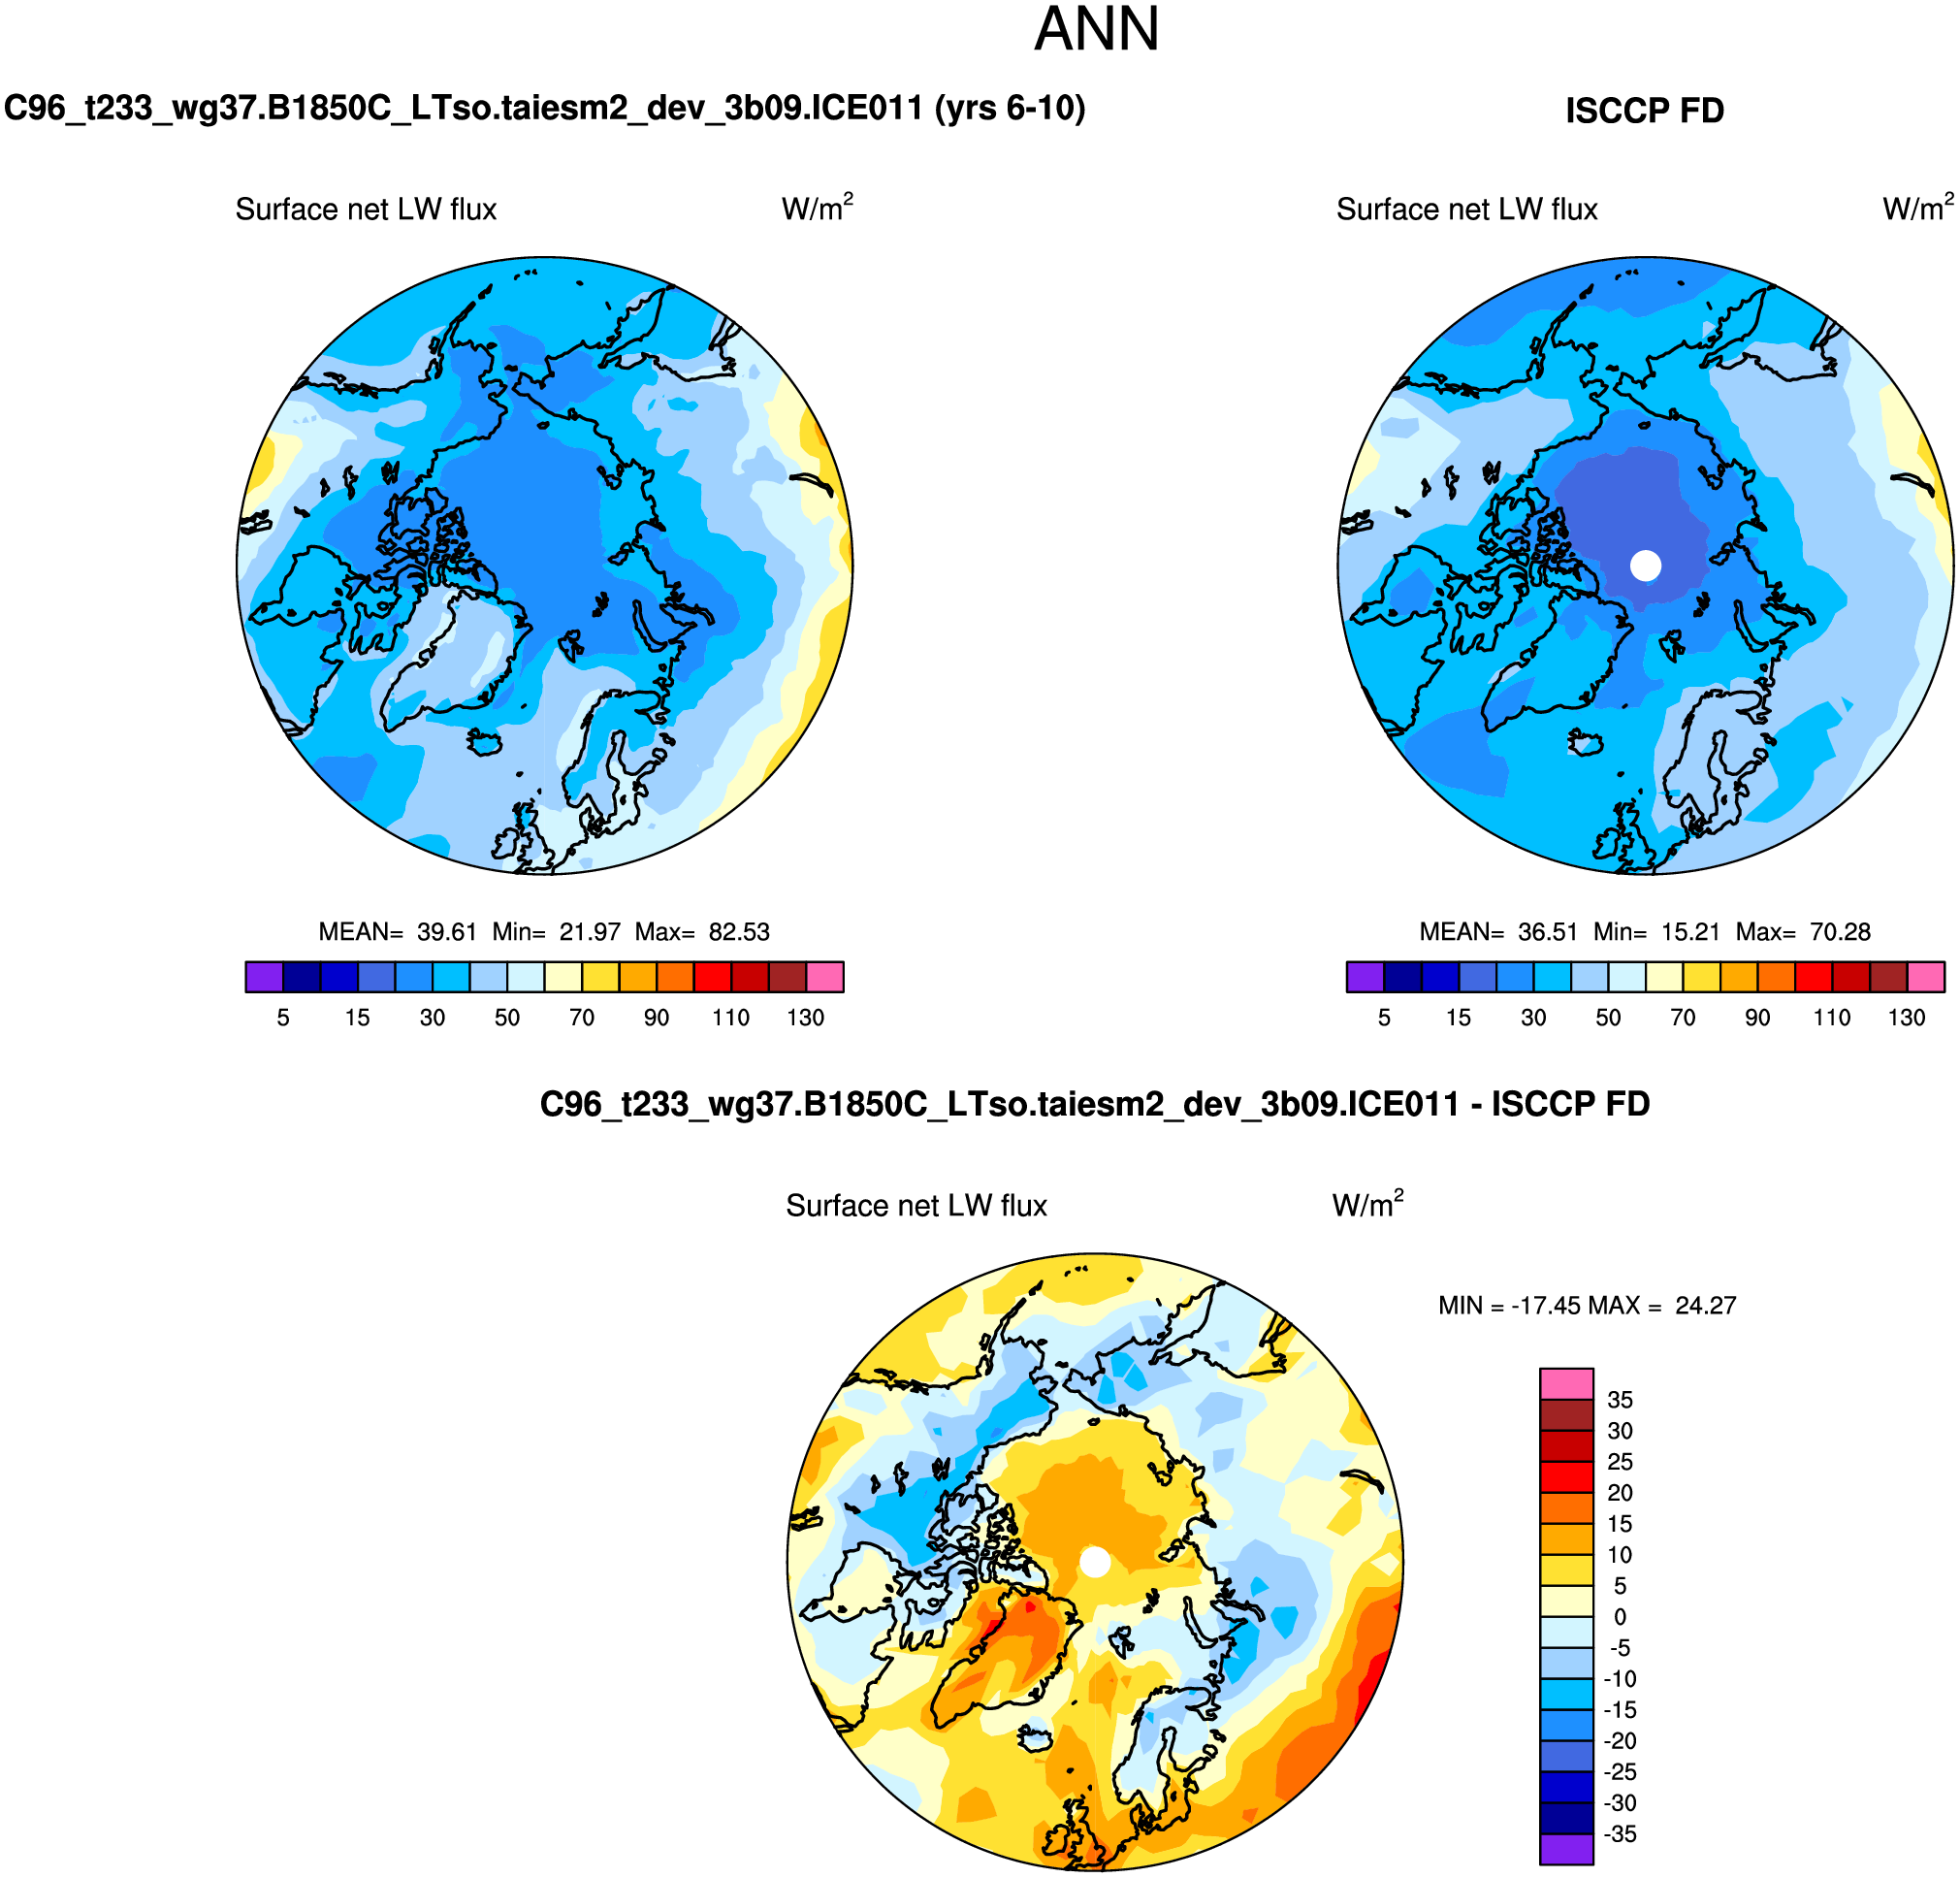 ANN
C96_t233_wg37.B1850C_LTso.taiesm2_dev_3b09.ICE011 (yrs 6-10)
ISCCP FD
Surface net LW flux W/m2
Surface net LW flux W/m2
MEAN= 39.61 Min= 21.97 Max= 82.53
MEAN= 36.51 Min= 15.21 Max= 70.28
5 15 30 50 70 90 110 130
5 15 30 50 70 90 110 130
C96_t233_wg37.B1850C_LTso.taiesm2_dev_3b09.ICE011 - ISCCP FD
Surface net LW flux W/m2
MIN = -17.45 MAX = 24.27
35
30
25
20
15
10
5
0
-5
-10
-15
-20
-25
-30
-35